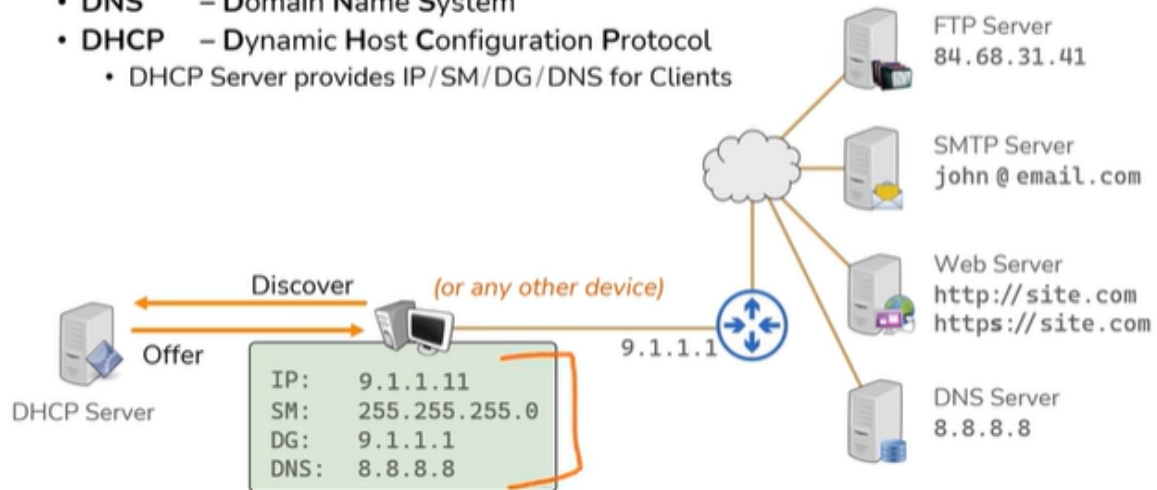 • DNS – Domain Name System
• DHCP – Dynamic Host Configuration Protocol
• DHCP Server provides IP/SM/DG/DNS for Clients
FTP Server
84.68.31.41
SMTP Server
john@email.com
Web Server
http://site.com
https://site.com
DNS Server
8.8.8.8
Discover
(or any other device)
Offer
DHCP Server
9.1.1.1
IP: 9.1.1.11
SM: 255.255.255.0
DG: 9.1.1.1
DNS: 8.8.8.8